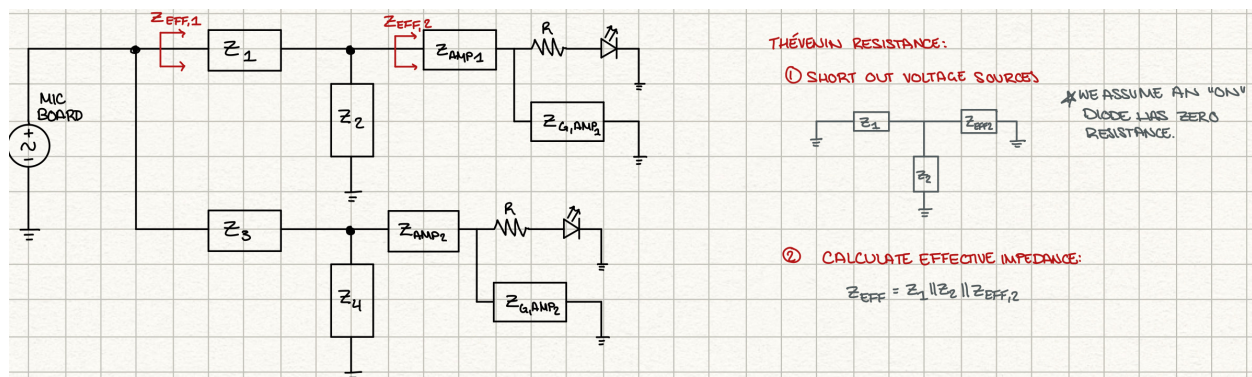 ZEFF,1
ZEFF,2
R
Z1
ZAMP1
MIC
BOARD
Z2
ZG,AMP1
+
~
-
R
Z3
ZAMP2
Z4
ZG,AMP2
THÉVENIN RESISTANCE:
① SHORT OUT VOLTAGE SOURCES
Z1
ZEFF2
Z2
* WE ASSUME AN "ON"
DIODE HAS ZERO
RESISTANCE.
② CALCULATE EFFECTIVE IMPEDANCE:
ZEFF = Z1 || Z2 || ZEFF,2